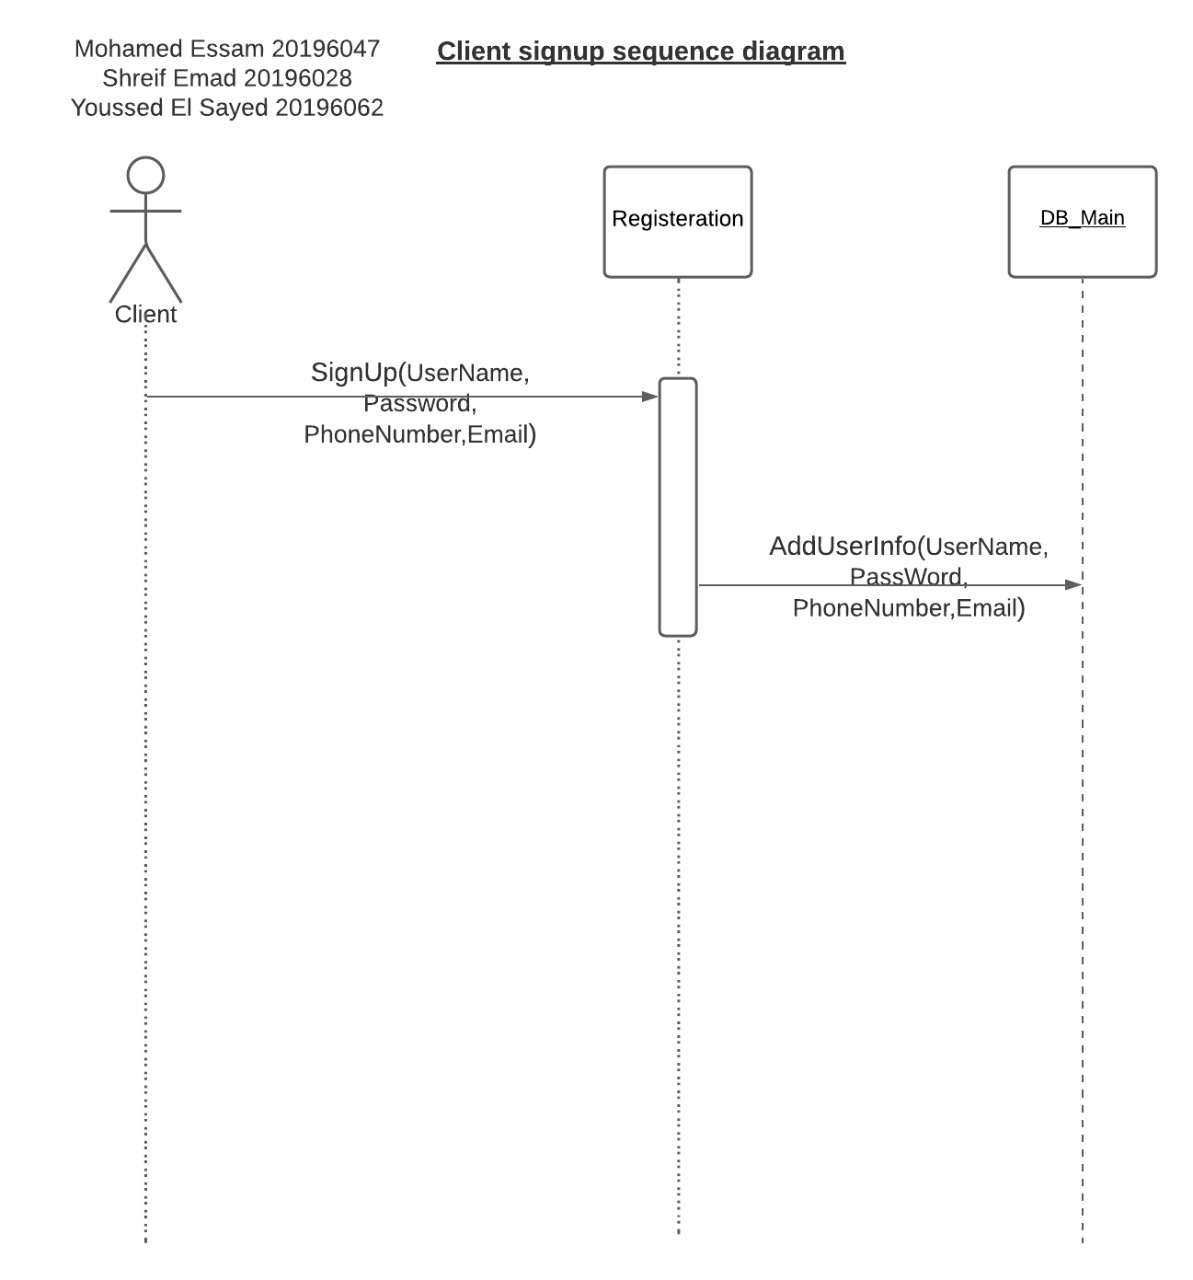 Mohamed Essam 20196047
Shreif Emad 20196028
Youssed El Sayed 20196062
Client signup sequence diagram
Client
Registeration
DB_Main
SignUp(UserName,
Password,
PhoneNumber,Email)
AddUserInfo(UserName,
PassWord,
PhoneNumber,Email)